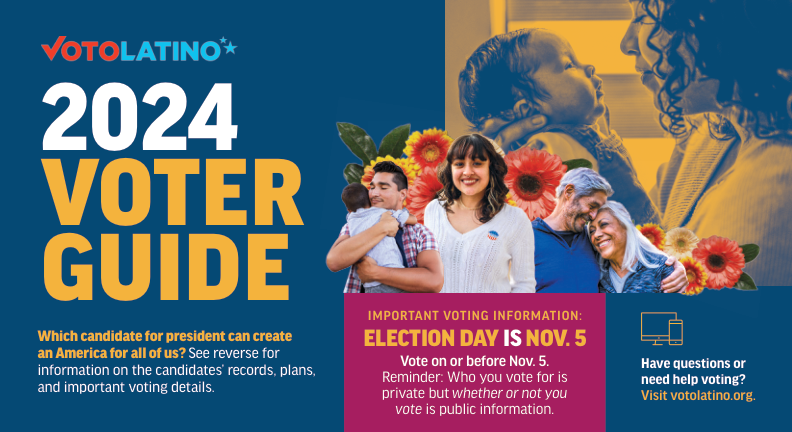 VOTOLATINO
2024
VOTER
GUIDE
Which candidate for president can create
an America for all of us? See reverse for
information on the candidates' records, plans,
and important voting details.
IMPORTANT VOTING INFORMATION:
ELECTION DAY IS NOV. 5
Vote on or before Nov. 5.
Reminder: Who you vote for is
private but whether or not you
vote is public information.
Have questions or
need help voting?
Visit votolatino.org.